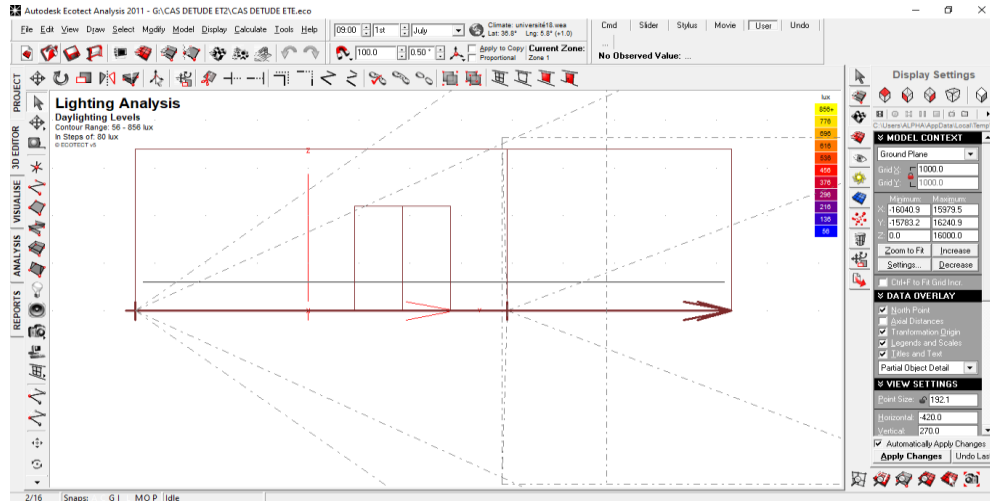 Autodesk Ecotect Analysis 2011 - G:\CAS DETUDE ETZ\CAS DETUDE ETE.eco
File Edit View Draw Select Modify Model Display Calculate Tools Help
09:00 1st July
Climate: université18.wea
Lat: 36.8° Lng: 5.8° (+1.0)
Cmd Slider Stylus Movie User Undo
...
100.0 0.50 °
Apply to Copy
Proportional
Current Zone:
Zone 1
No Observed Value: ...
PROJECT
3D EDITOR
VISUALISE
ANALYSIS
REPORTS
Lighting Analysis
Daylighting Levels
Contour Range: 56 - 856 lux
In Steps of: 80 lux
© ECOTECT v5
z
lux
856+
776
696
616
536
456
376
296
216
136
56
Display Settings
C:\Users\ALPHA\AppData\Local\Temp
MODEL CONTEXT
Ground Plane
Grid X: 1000.0
Grid Y: 1000.0
Minimum: Maximum:
X: -16040.9 15979.5
Y: -15783.2 16240.9
Z: 0.0 16000.0
Zoom to Fit Increase
Settings... Decrease
Ctrl+F to Fit Grid Incr.
DATA OVERLAY
North Point
Axial Distances
Tranformation Origin
Legends and Scales
Titles and Text
Partial Object Detail
VIEW SETTINGS
Point Size: 192.1
Horizontal: -420.0
Vertical: 270.0
Automatically Apply Changes
Apply Changes Undo Las
2/16 Snaps: G I M O P Idle